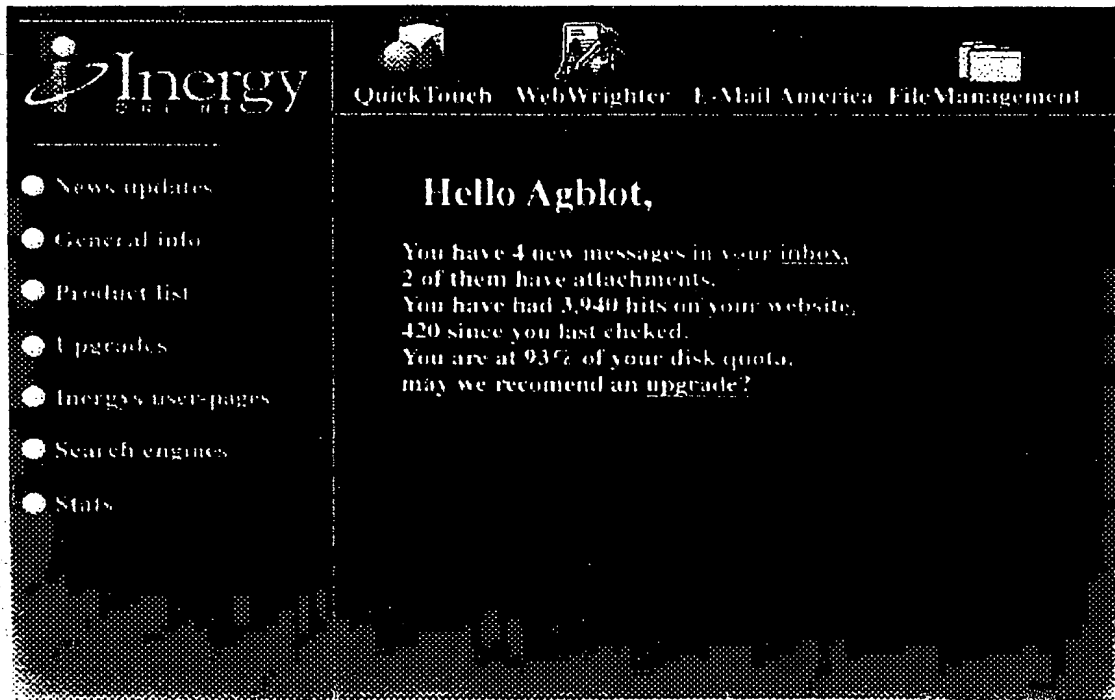 Inergy
ONLINE
QuickTouch WebWrighter E-Mail America FileManagement
News updates
General info
Product list
Upgrades
Inergys user-pages
Search engines
Stats
Hello Agblot,
You have 4 new messages in your inbox,
2 of them have attachments.
You have had 3,940 hits on your website,
420 since you last cheked.
You are at 93% of your disk quota,
may we recomend an upgrade?